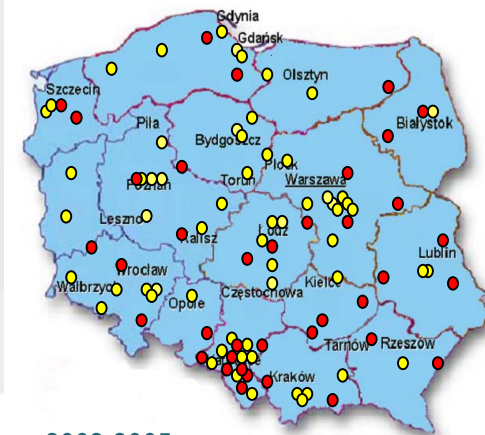 Gdynia
Gdańsk
Olsztyn
Szczecin
Białystok
Piła
Bydgoszcz
Płock
Toruń
Warszawa
Poznań
Leszno
Kalisz
Łódź
Lublin
Wrocław
Wałbrzych
Kielce
Częstochowa
Opole
Tarnów
Rzeszów
Kraków